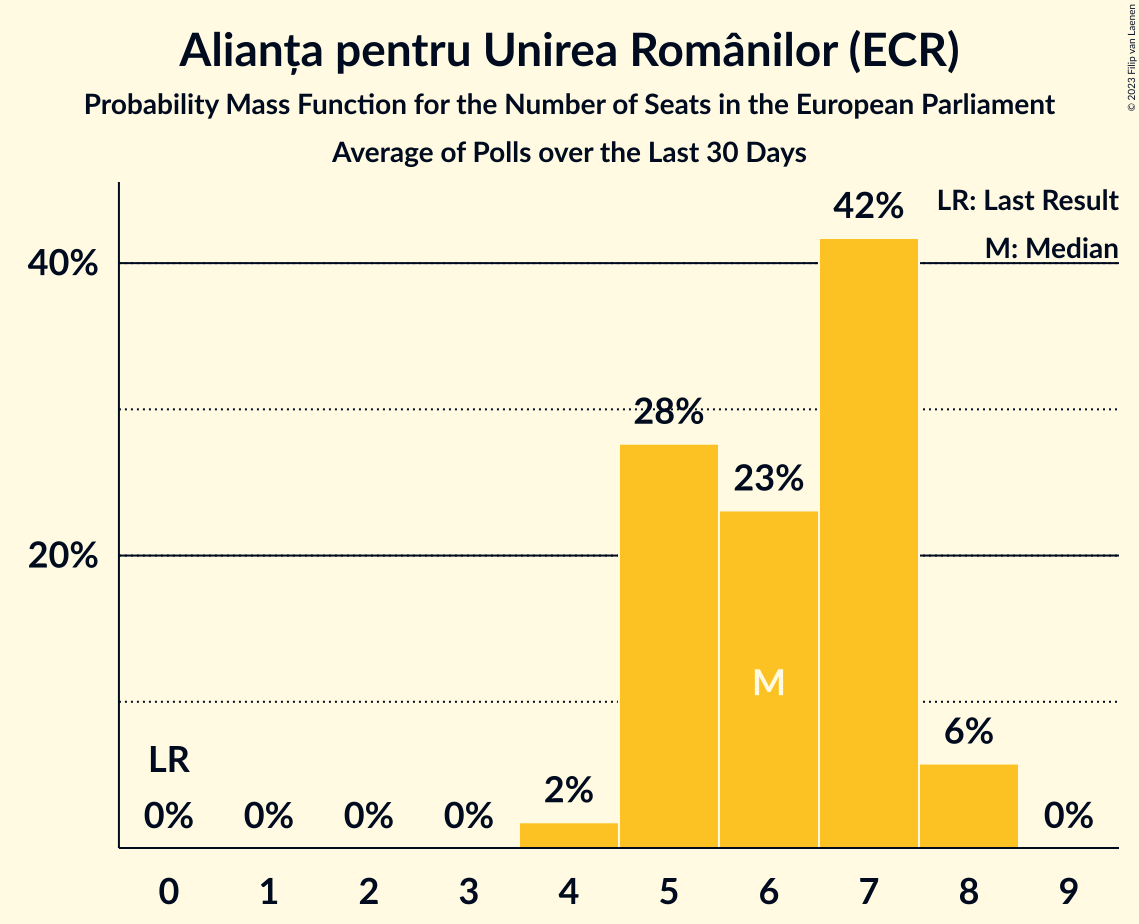 Alianța pentru Unirea Românilor (ECR)
Probability Mass Function for the Number of Seats in the European Parliament
Average of Polls over the Last 30 Days
© 2023 Filip van Laenen
LR: Last Result
M: Median
42%
40%
28%
23%
20%
M
6%
LR
2%
0% 0% 0% 0% 0%
0 1 2 3 4 5 6 7 8 9